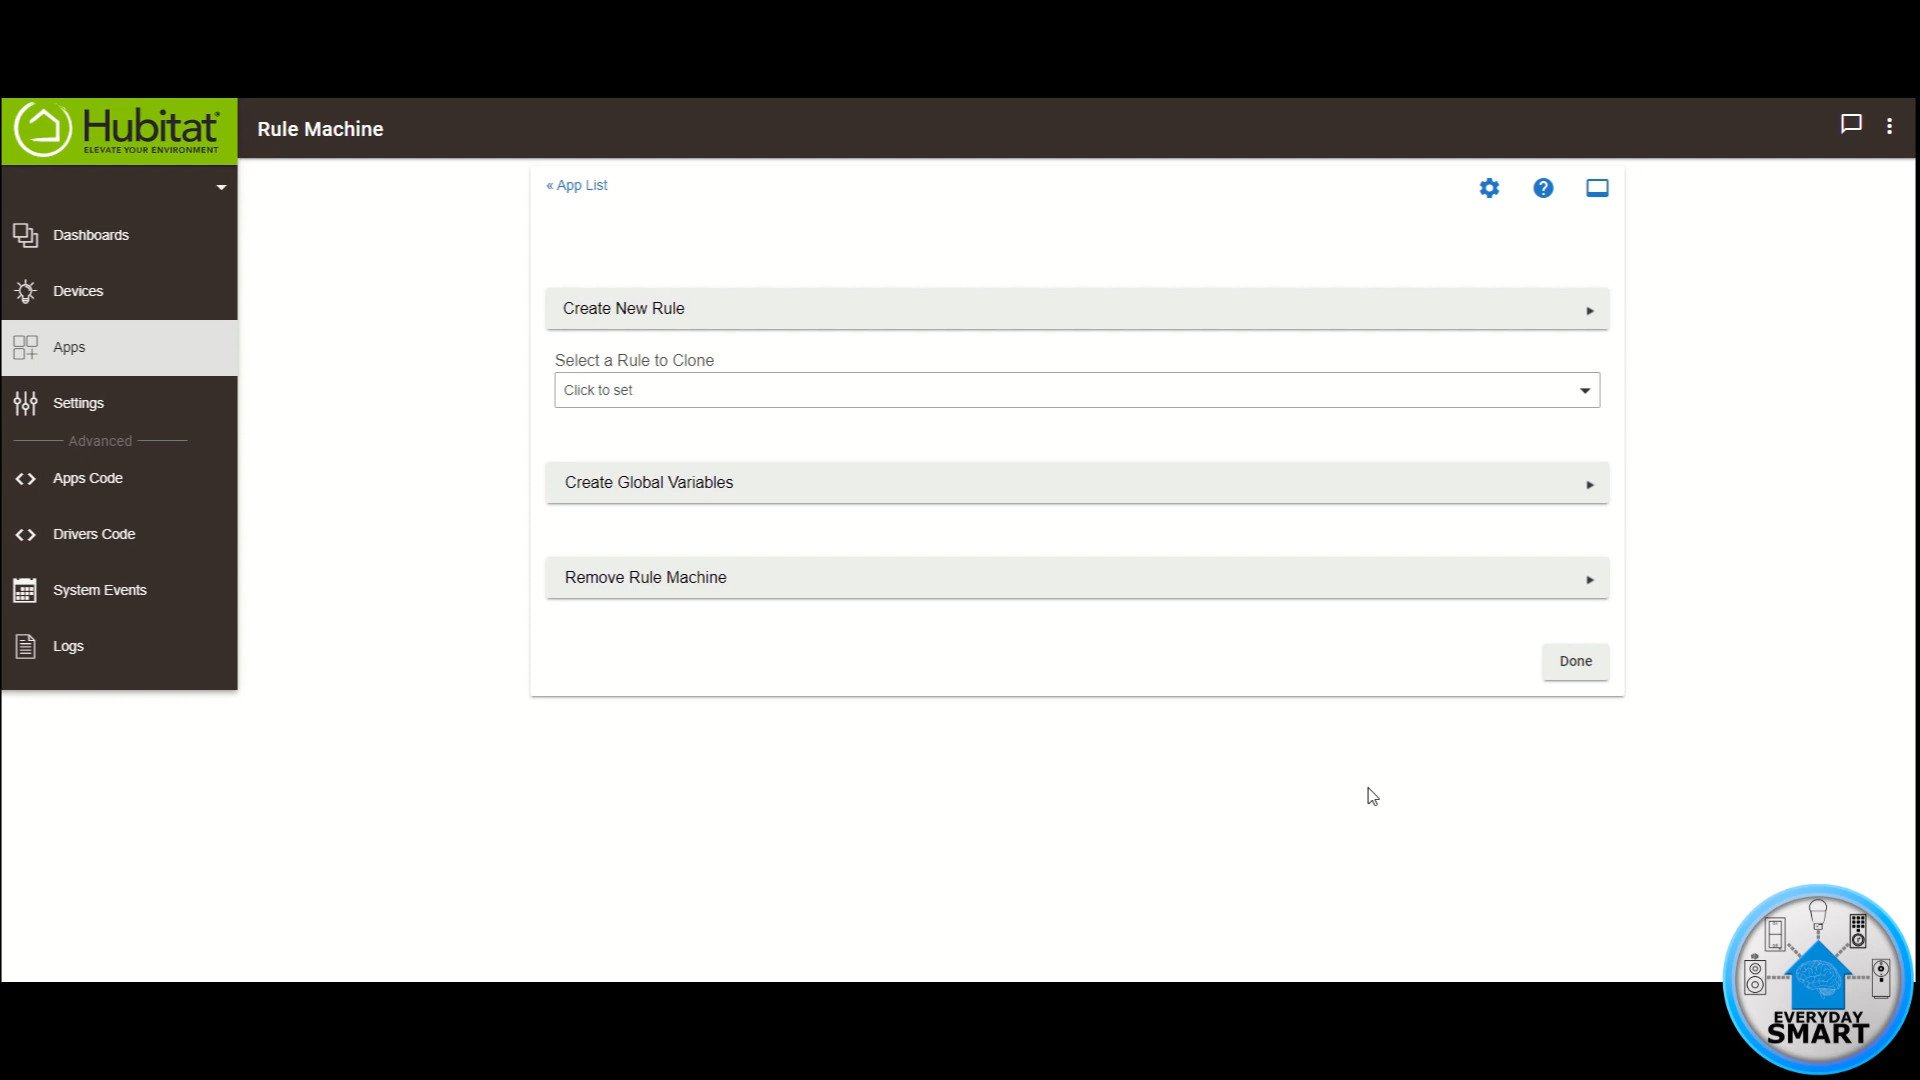 Hubitat
ELEVATE YOUR ENVIRONMENT
Rule Machine
« App List
Dashboards
Devices
Apps
Settings
Advanced
Apps Code
Drivers Code
System Events
Logs
Create New Rule
Select a Rule to Clone
Click to set
Create Global Variables
Remove Rule Machine
Done
EVERYDAY
SMART